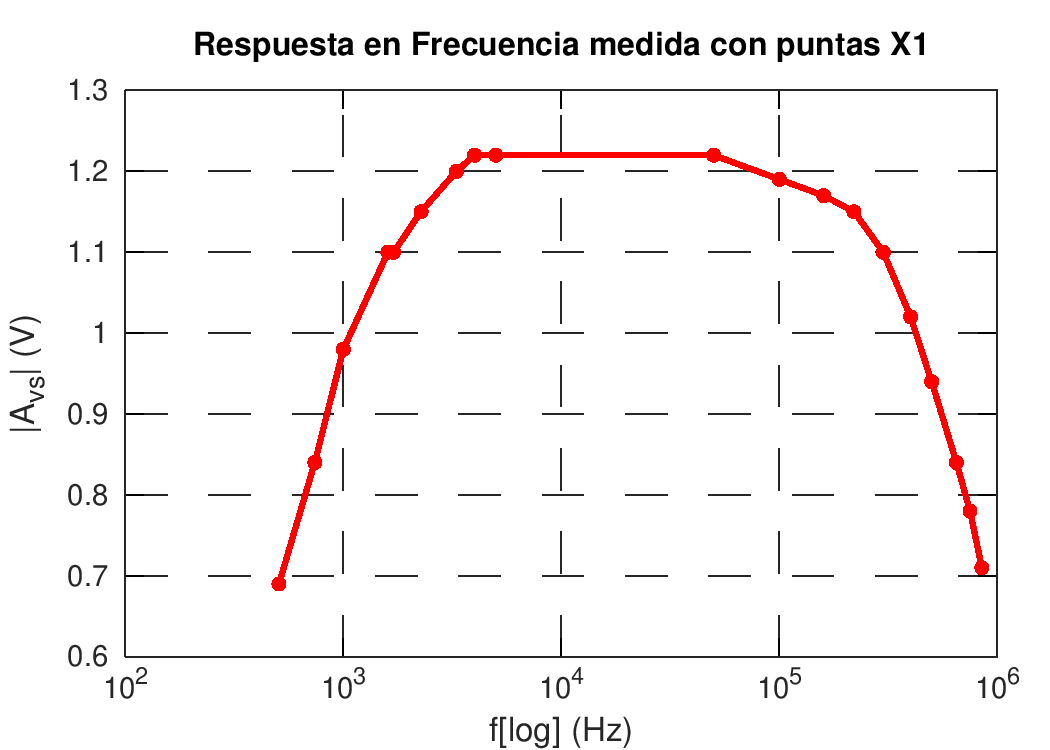 Respuesta en Frecuencia medida con puntas X1
1.3
1.2
1.1
1
0.9
0.8
0.7
0.6
|A_vs| (V)
10^2 10^3 10^4 10^5 10^6
f[log] (Hz)